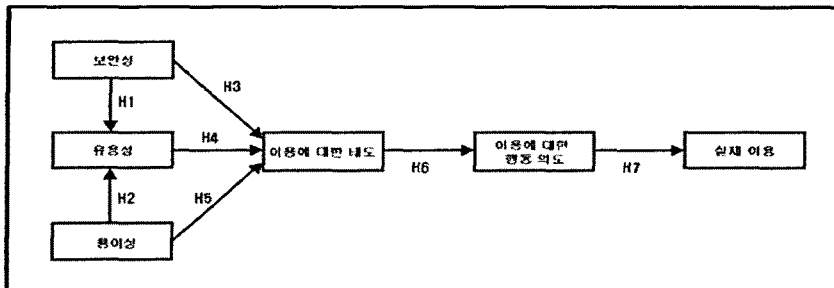 보안성
H3
H1
유용성
H4
이용에 대한 태도
이용에 대한
행동 의도
실제 이용
H6
H7
H2
H5
용이성